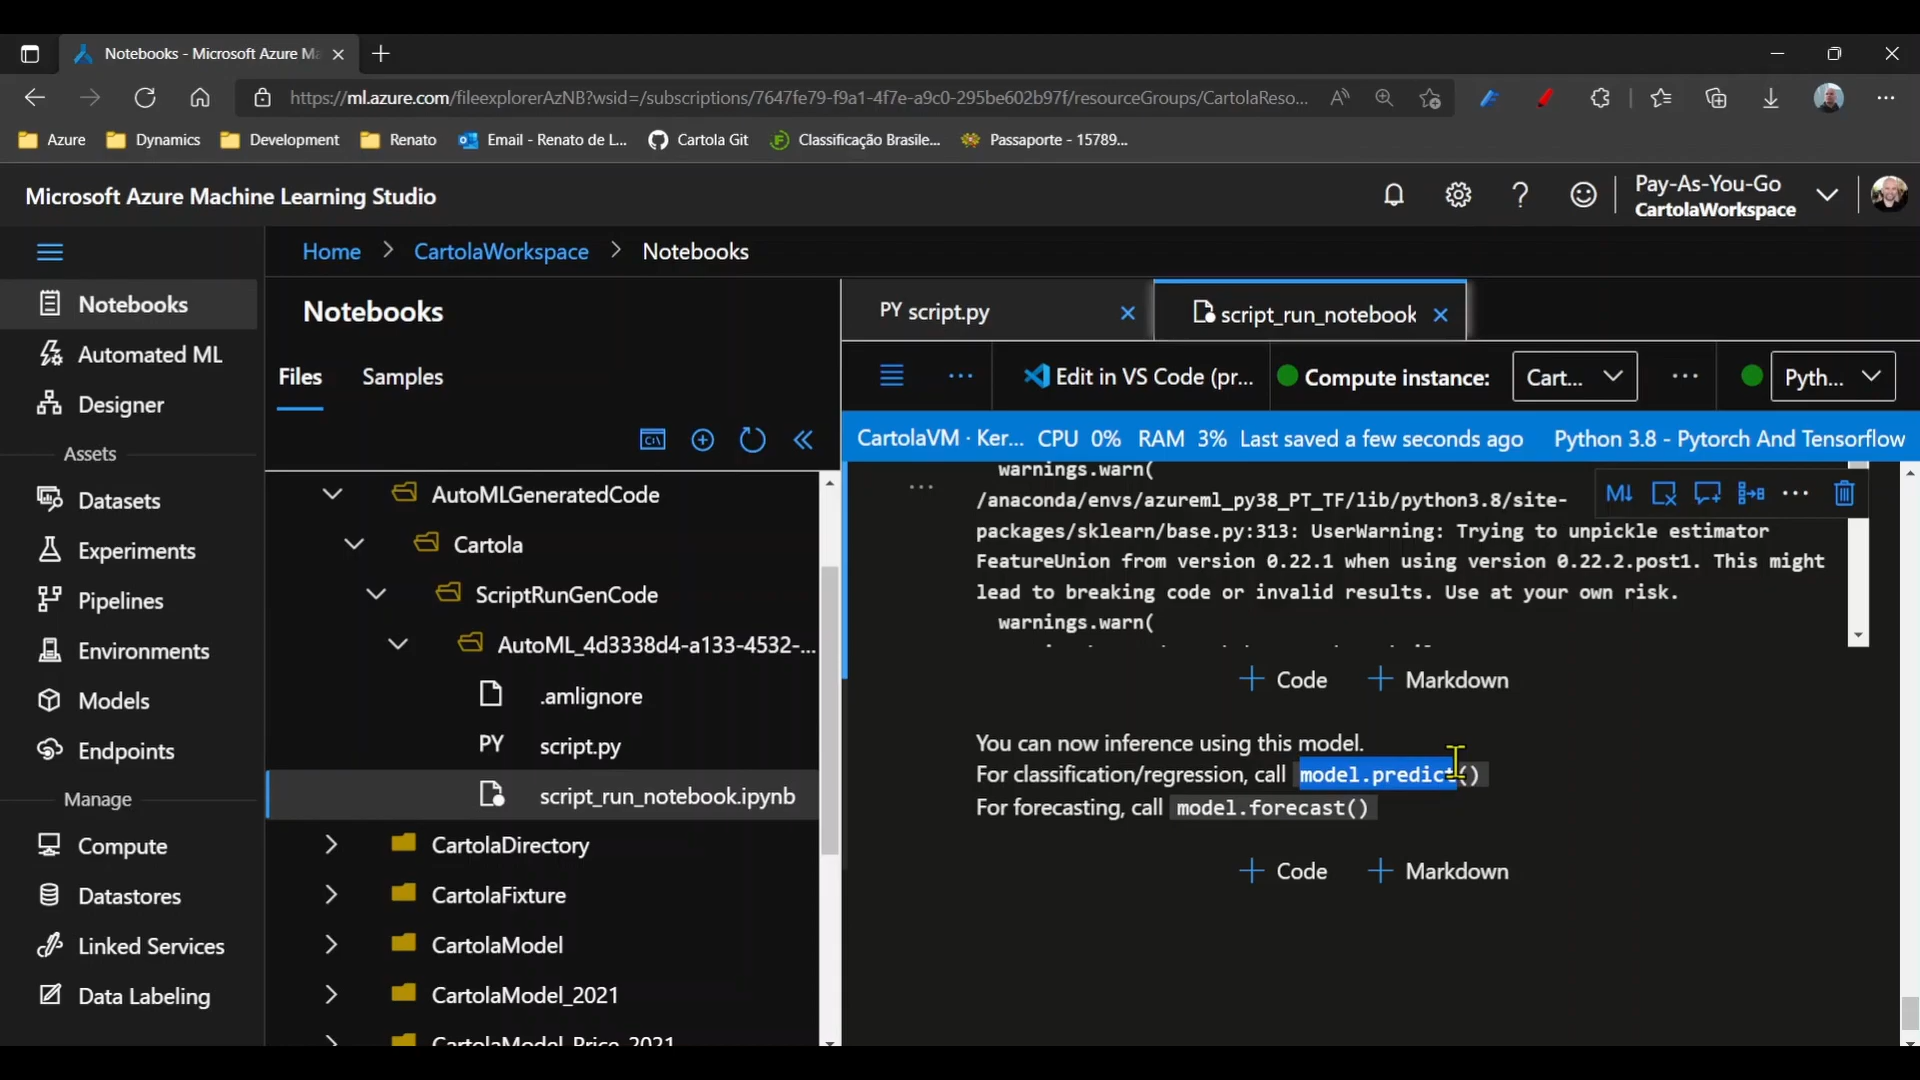 Notebooks - Microsoft Azure Ma
https://ml.azure.com/fileexplorerAzNB?wsid=/subscriptions/7647fe79-f9a1-4f7e-a9c0-295be602b97f/resourceGroups/CartolaReso...
Azure
Dynamics
Development
Renato
Email - Renato de L...
Cartola Git
Classificação Brasile...
Passaporte - 15789...
Microsoft Azure Machine Learning Studio
Pay-As-You-Go
CartolaWorkspace
Home > CartolaWorkspace > Notebooks
Notebooks
Automated ML
Designer
Assets
Datasets
Experiments
Pipelines
Environments
Models
Endpoints
Manage
Compute
Datastores
Linked Services
Data Labeling
Notebooks
Files
Samples
AutoMLGeneratedCode
Cartola
ScriptRunGenCode
AutoML_4d3338d4-a133-4532-...
.amlignore
PY script.py
script_run_notebook.ipynb
CartolaDirectory
CartolaFixture
CartolaModel
CartolaModel_2021
CartolaModel_Price_2021
PY script.py
script_run_notebook
... Edit in VS Code (pr... Compute instance: Cart... ... Pyth...
CartolaVM · Ker... CPU 0% RAM 3% Last saved a few seconds ago Python 3.8 - Pytorch And Tensorflow
warnings.warn(
/anaconda/envs/azureml_py38_PT_TF/lib/python3.8/site-
packages/sklearn/base.py:313: UserWarning: Trying to unpickle estimator
FeatureUnion from version 0.22.1 when using version 0.22.2.post1. This might
lead to breaking code or invalid results. Use at your own risk.
warnings.warn(
M↓
+ Code + Markdown
You can now inference using this model.
For classification/regression, call model.predict()
For forecasting, call model.forecast()
+ Code + Markdown